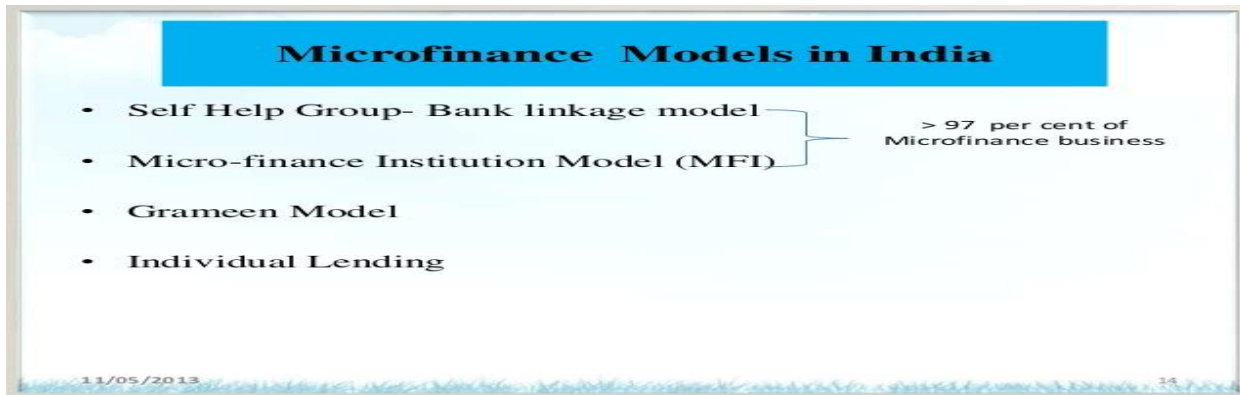 Microfinance Models in India
• Self Help Group- Bank linkage model
> 97 per cent of
Microfinance business
• Micro-finance Institution Model (MFI)
• Grameen Model
• Individual Lending
11/05/2013
14